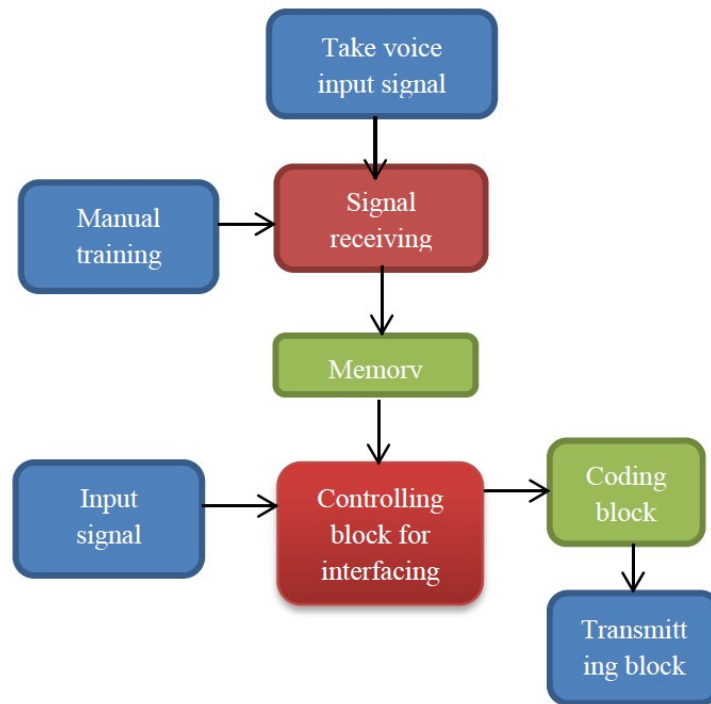 Take voice
input signal
Manual
training
Signal
receiving
Memory
Input
signal
Controlling
block for
interfacing
Coding
block
Transmitt
ing block